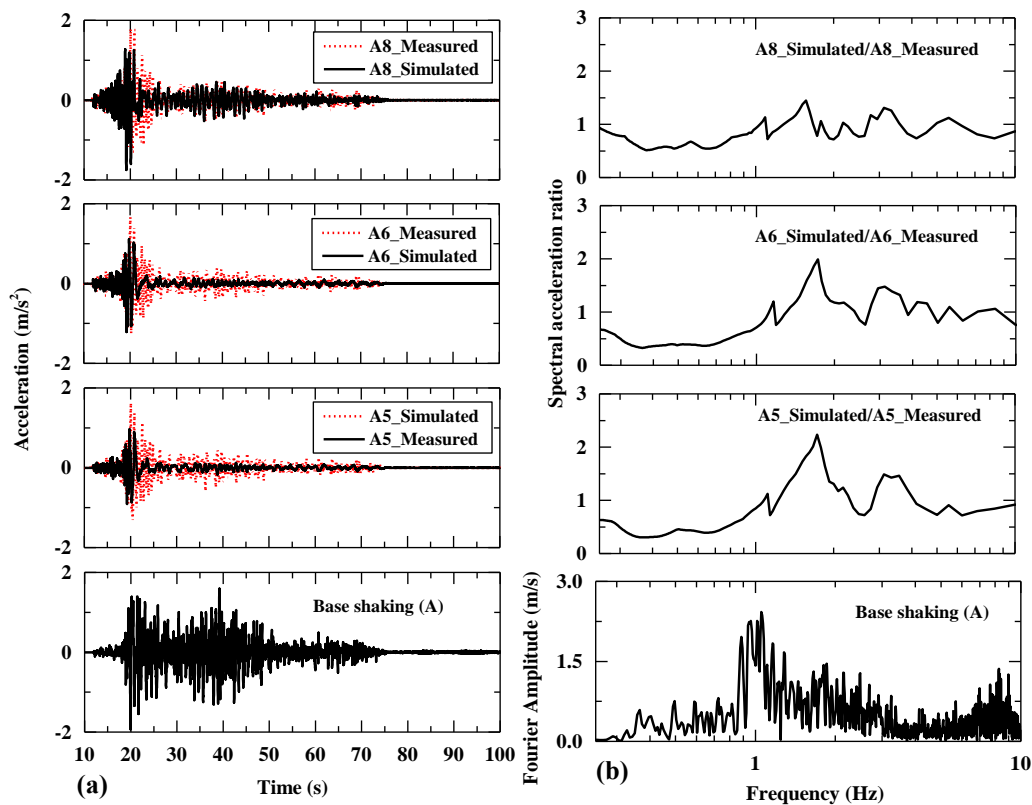 2
1
0
-2
A8_Measured
A8_Simulated
2
0
-2
A6_Measured
A6_Simulated
2
0
-2
A5_Simulated
A5_Measured
2
0
-2
Base shaking (A)
10 20 30 40 50 60 70 80 90 100
Time (s)
(a)
Acceleration (m/s²)
3
2
1
0
A8_Simulated/A8_Measured
3
2
1
0
A6_Simulated/A6_Measured
3
2
1
0
A5_Simulated/A5_Measured
Spectral acceleration ratio
3.0
1.5
0.0
Base shaking (A)
Fourier Amplitude (m/s)
1 10
(b)
Frequency (Hz)